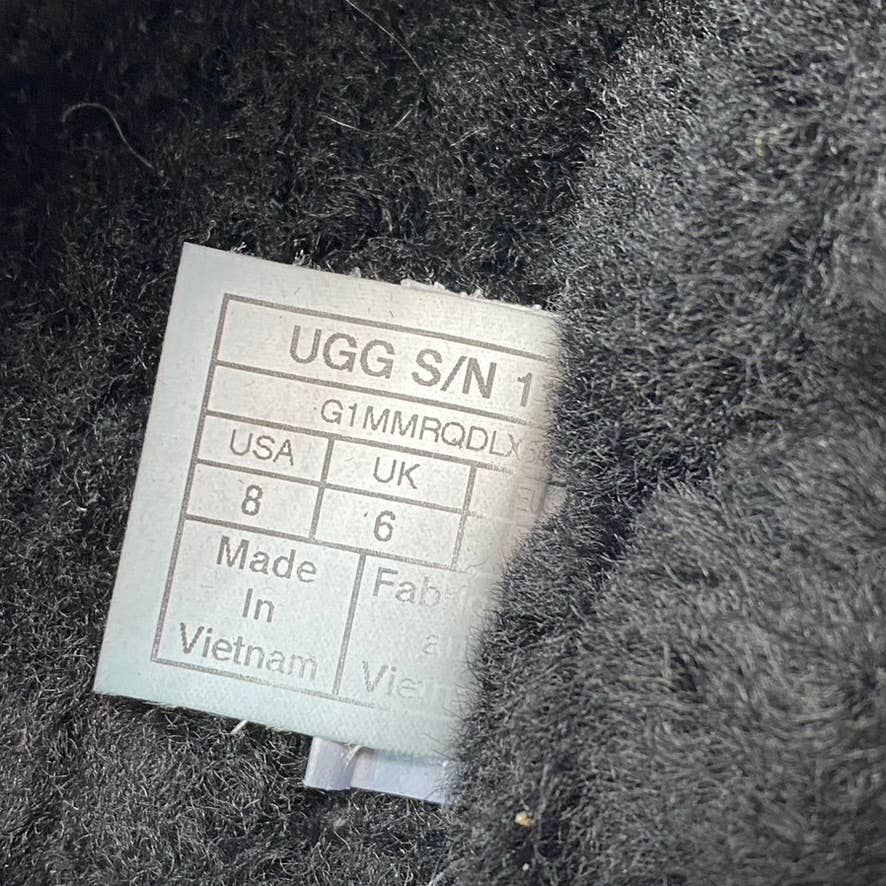 UGG S/N 1
G1MMRQDLX
USA UK
8 6
Made
In
Vietnam